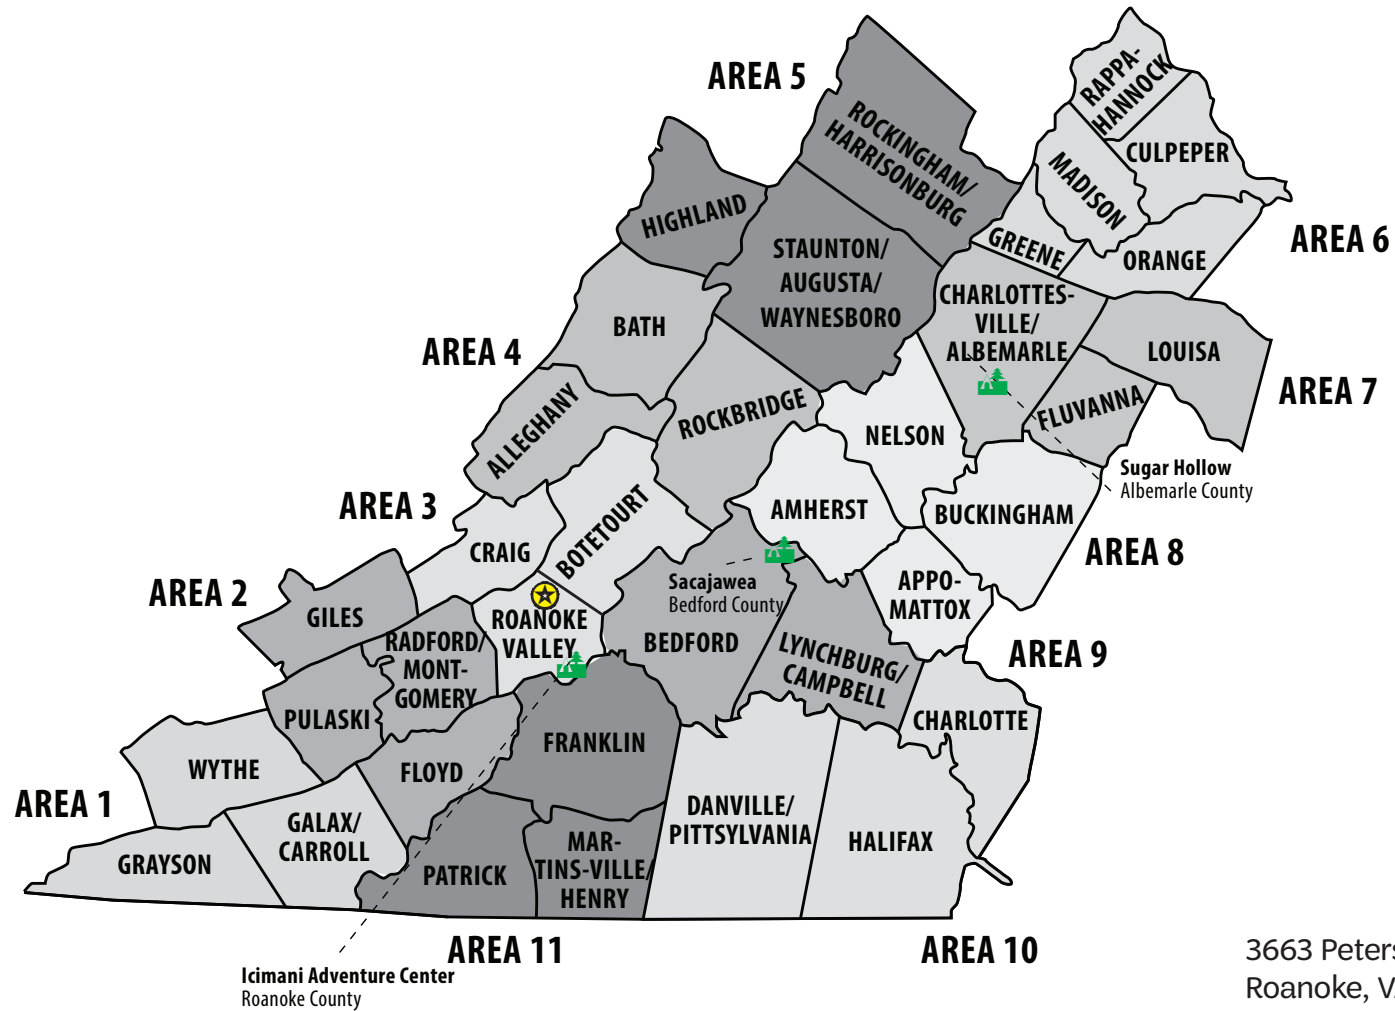 AREA 5
RAPPA-
HANNOCK
ROCKINGHAM/
HARRISONBURG
CULPEPER
MADISON
HIGHLAND
AREA 6
STAUNTON/
AUGUSTA/
WAYNESBORO
GREENE
ORANGE
CHARLOTTES-
VILLE/
ALBEMARLE
BATH
AREA 4
LOUISA
AREA 7
ALLEGHANY
ROCKBRIDGE
FLUVANNA
NELSON
Sugar Hollow
Albemarle County
AREA 3
AMHERST
BUCKINGHAM
BOTETOURT
CRAIG
AREA 8
AREA 2
Sacajawea
Bedford County
APPO-
MATTOX
GILES
ROANOKE
VALLEY
RADFORD/
MONT-
GOMERY
BEDFORD
LYNCHBURG/
CAMPBELL
AREA 9
PULASKI
CHARLOTTE
FRANKLIN
WYTHE
FLOYD
AREA 1
DANVILLE/
PITTSYLVANIA
GALAX/
CARROLL
HALIFAX
GRAYSON
PATRICK
MAR-
TINS-VILLE/
HENRY
AREA 11
AREA 10
Icimani Adventure Center
Roanoke County
3663 Peters
Roanoke, V